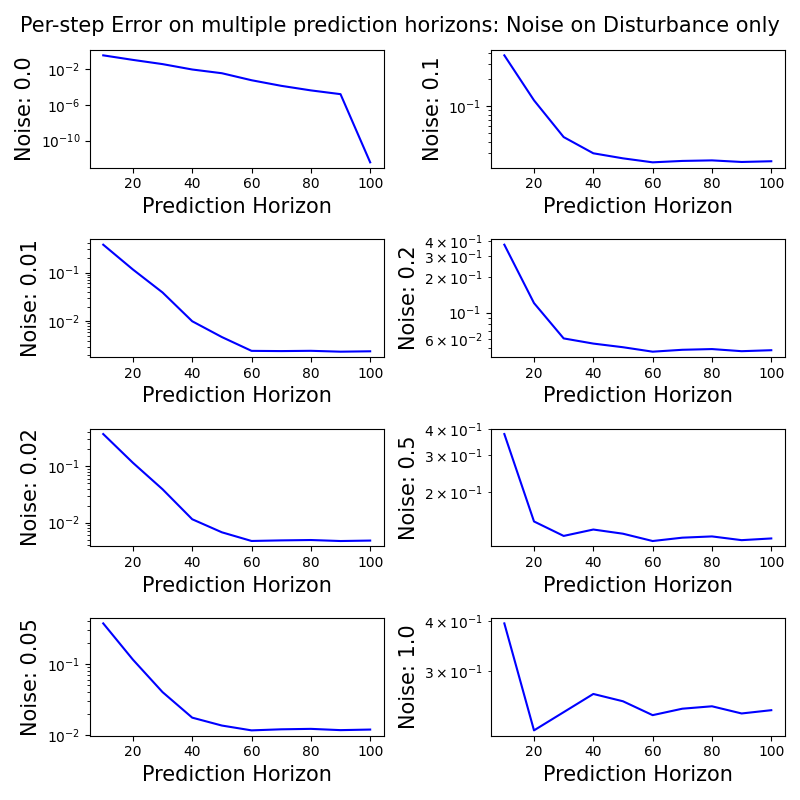 Per-step Error on multiple prediction horizons: Noise on Disturbance only
Noise: 0.0
10⁻²
10⁻⁶
10⁻¹⁰
20 40 60 80 100
Prediction Horizon
Noise: 0.1
10⁻¹
20 40 60 80 100
Prediction Horizon
Noise: 0.01
10⁻¹
10⁻²
20 40 60 80 100
Prediction Horizon
Noise: 0.2
4 × 10⁻¹
3 × 10⁻¹
2 × 10⁻¹
10⁻¹
6 × 10⁻²
20 40 60 80 100
Prediction Horizon
Noise: 0.02
10⁻¹
10⁻²
20 40 60 80 100
Prediction Horizon
Noise: 0.5
4 × 10⁻¹
3 × 10⁻¹
2 × 10⁻¹
20 40 60 80 100
Prediction Horizon
Noise: 0.05
10⁻¹
10⁻²
20 40 60 80 100
Prediction Horizon
Noise: 1.0
4 × 10⁻¹
3 × 10⁻¹
20 40 60 80 100
Prediction Horizon